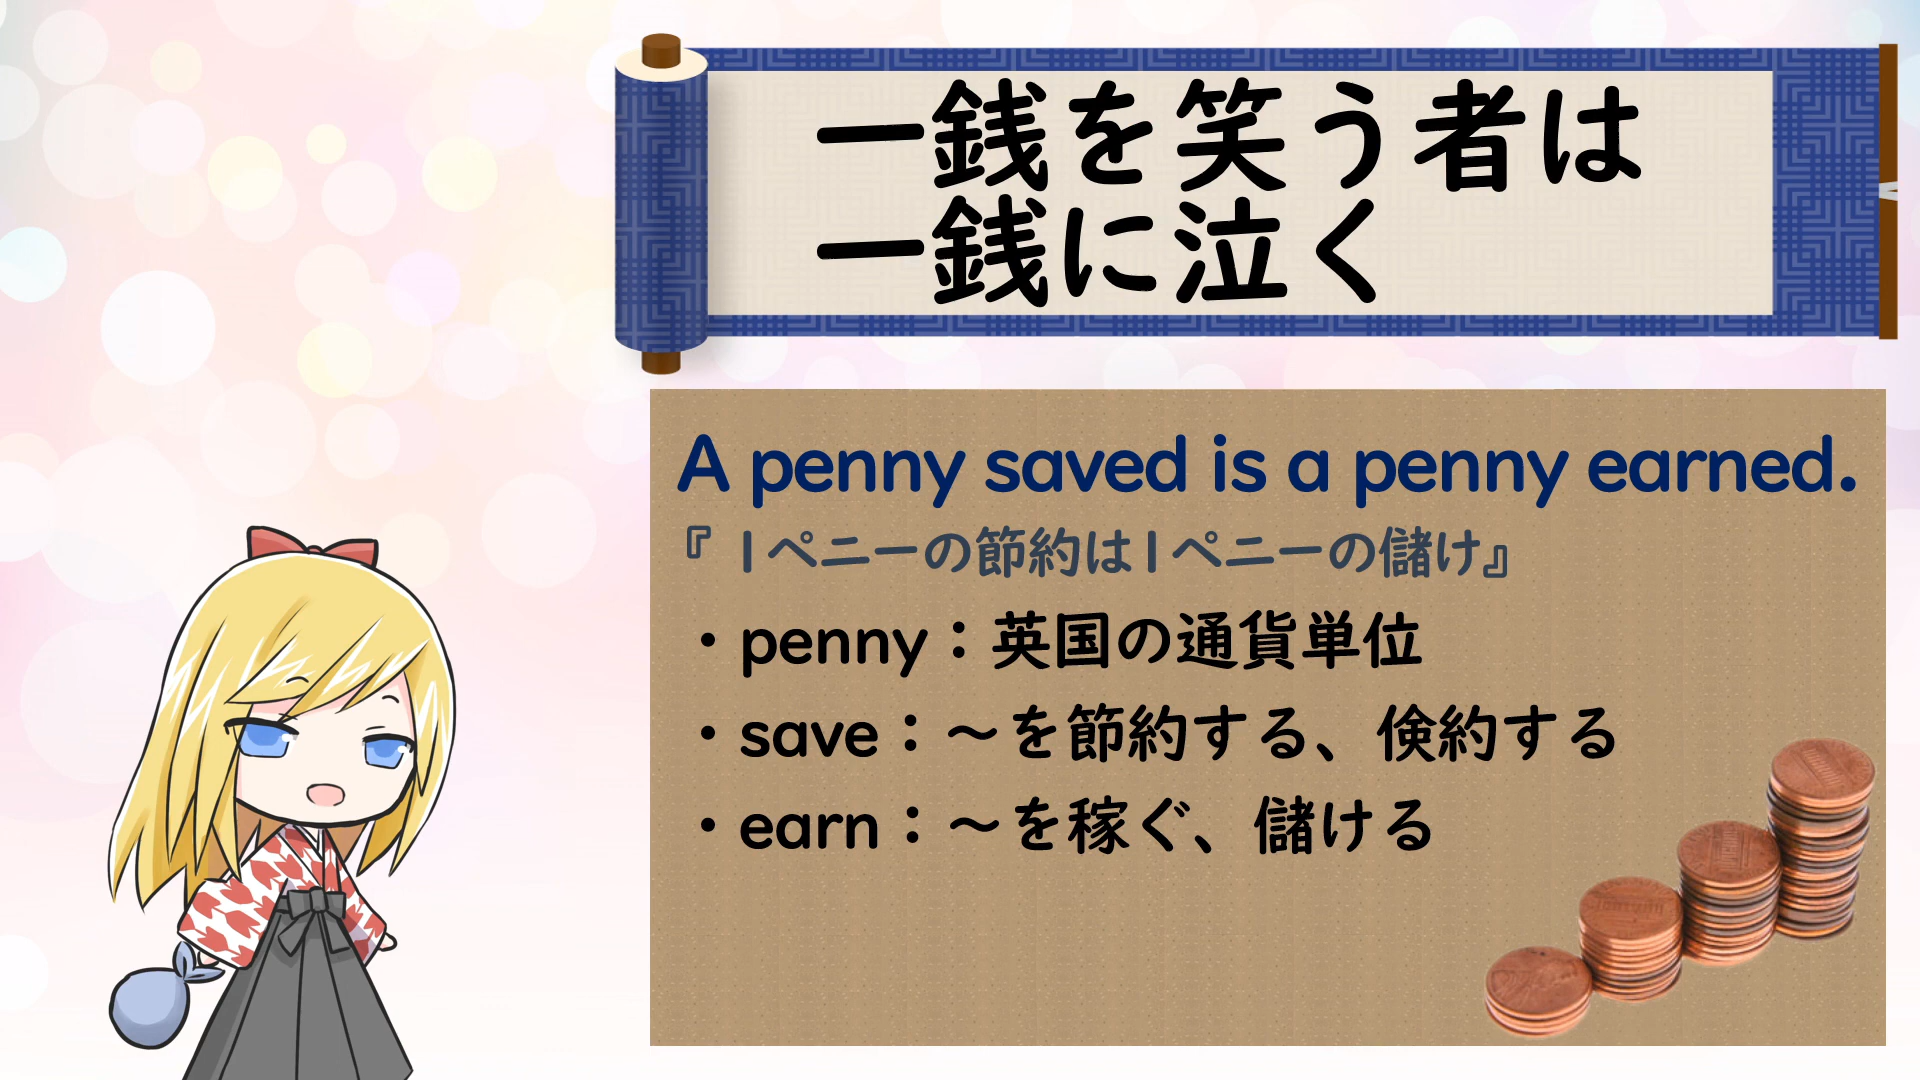 一銭を笑う者は
一銭に泣く
A penny saved is a penny earned.
『1ペニーの節約は1ペニーの儲け』
・penny：英国の通貨単位
・save：～を節約する、倹約する
・earn：～を稼ぐ、儲ける